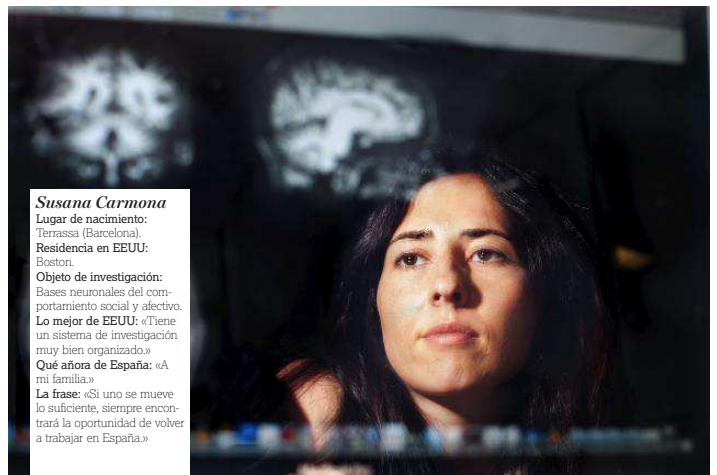 Susana Carmona
Lugar de nacimiento:
Terrassa (Barcelona).
Residencia en EEUU:
Boston.
Objeto de investigación:
Bases neuronales del com-
portamiento social y afectivo.
Lo mejor de EEUU: «Tiene
un sistema de investigación
muy bien organizado.»
Qué añora de España: «A
mi familia.»
La frase: «Si uno se mueve
lo suficiente, siempre encon-
trará la oportunidad de volver
a trabajar en España.»